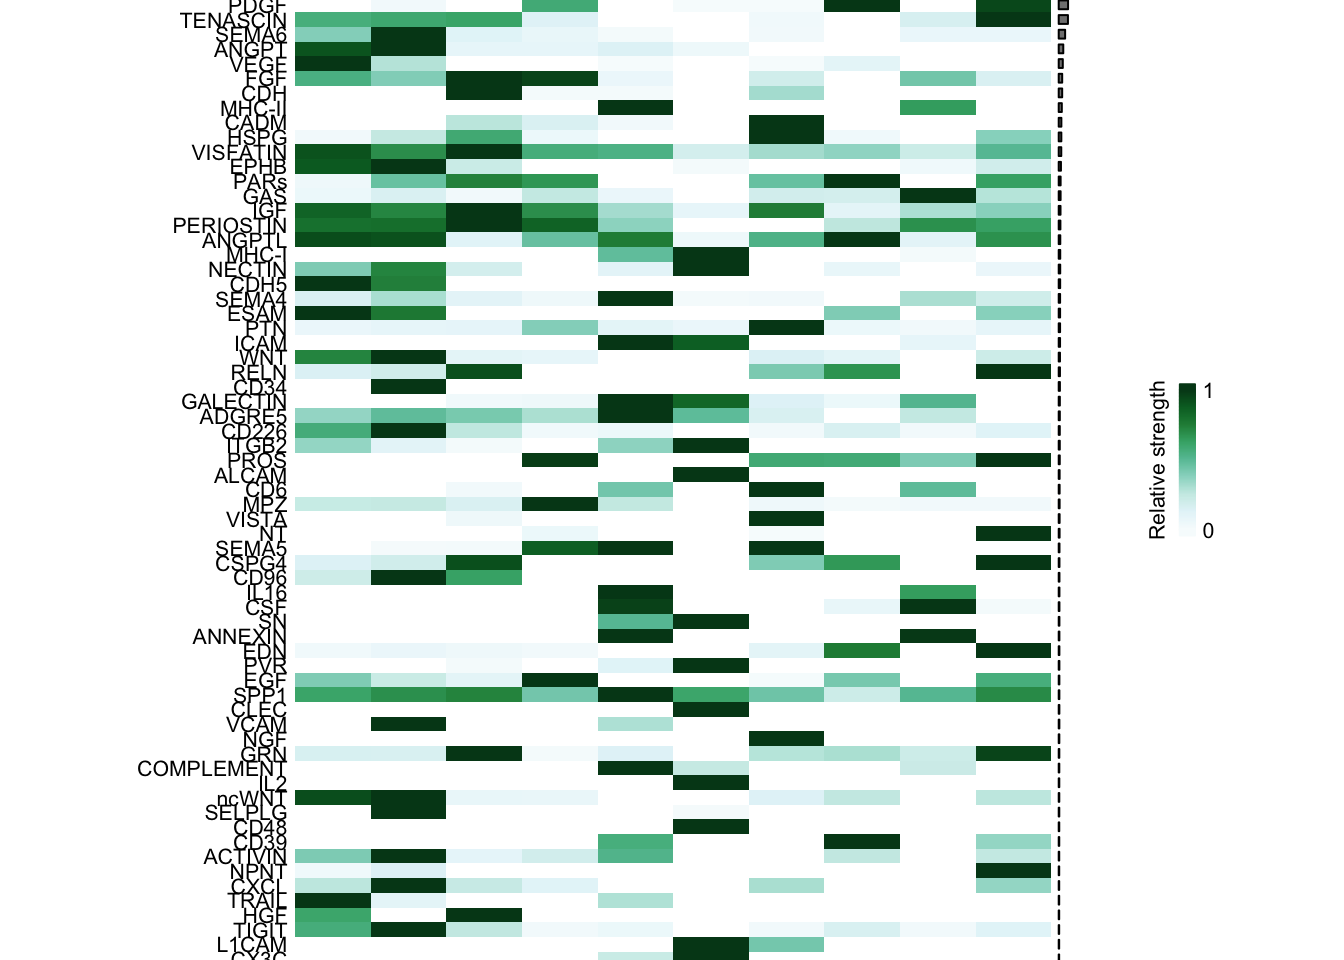 PDGF
TENASCIN
SEMA6
ANGPT
VEGF
FGF
CDH
MHC-II
CADM
HSPG
VISFATIN
EPHB
PARs
GAS
IGF
PERIOSTIN
ANGPTL
MHC-I
NECTIN
CDH5
SEMA4
ESAM
PTN
ICAM
WNT
RELN
CD34
GALECTIN
ADGRE5
CD226
ITGB2
PROS
ALCAM
CD6
MPZ
VISTA
NT
SEMA5
CSPG4
CD96
IL16
CSF
SN
ANNEXIN
EDN
PVR
EGF
SPP1
CLEC
VCAM
NGF
GRN
COMPLEMENT
IL2
ncWNT
SELPLG
CD48
CD39
ACTIVIN
NPNT
CXCL
TRAIL
HGF
TIGIT
L1CAM
CX3C
Relative strength
1
0